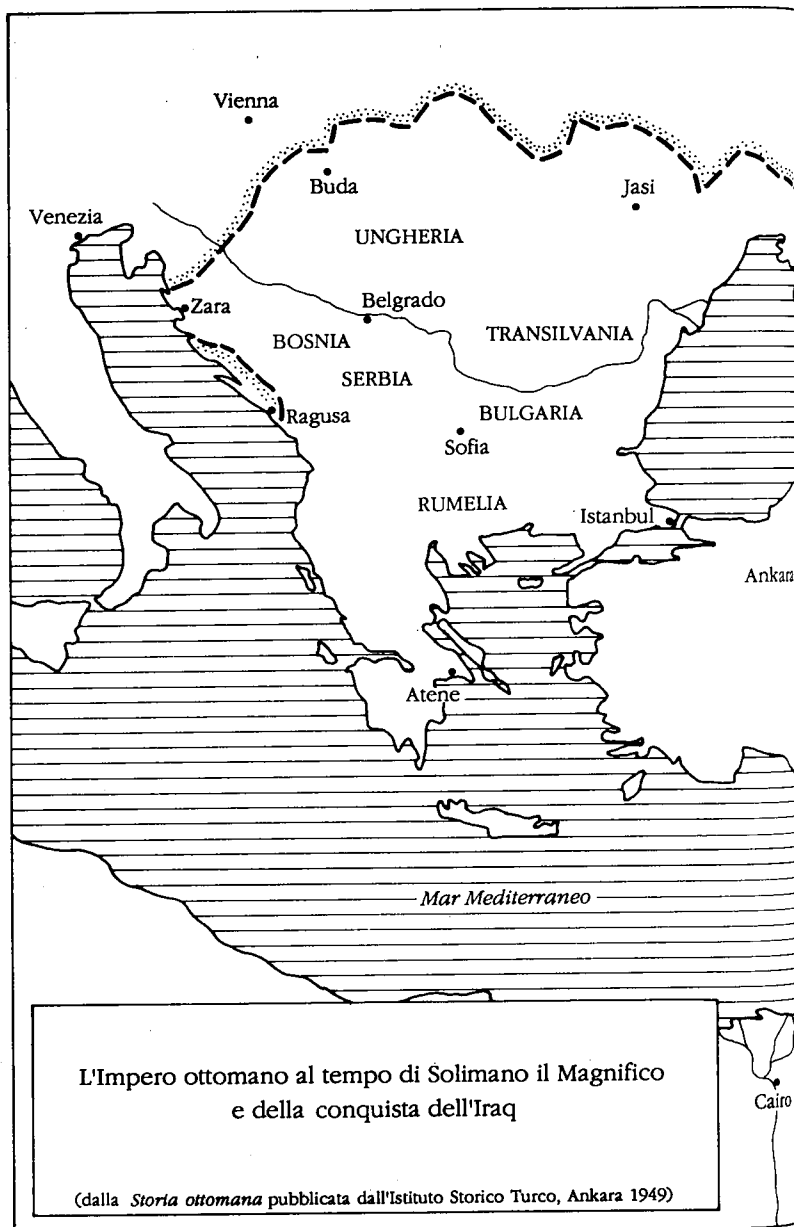 Vienna
Buda
Jasi
Venezia
UNGHERIA
Zara
Belgrado
BOSNIA
TRANSILVANIA
SERBIA
Ragusa
BULGARIA
Sofia
RUMELIA
Istanbul
Ankara
Atene
Mar Mediterraneo
L'Impero ottomano al tempo di Solimano il Magnifico
e della conquista dell'Iraq
Cairo
(dalla Storia ottomana pubblicata dall'Istituto Storico Turco, Ankara 1949)